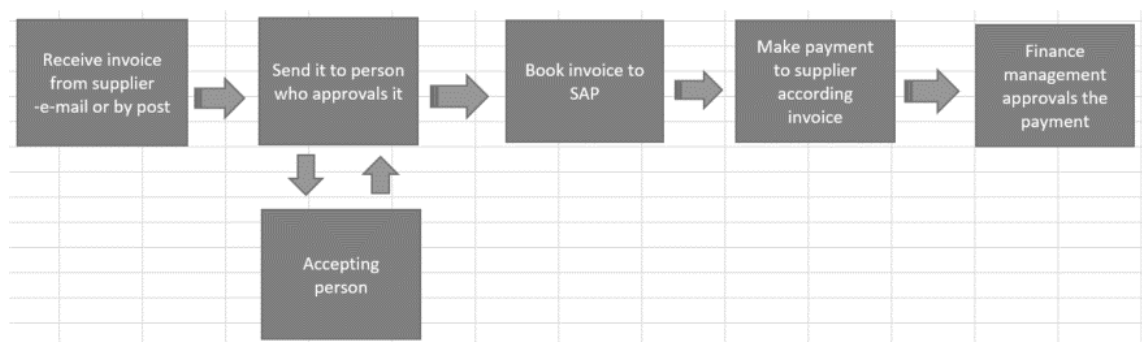 Receive invoice
from supplier
-e-mail or by post
Send it to person
who approvals it
Book invoice to
SAP
Make payment
to supplier
according
invoice
Finance
management
approvals the
payment
Accepting
person